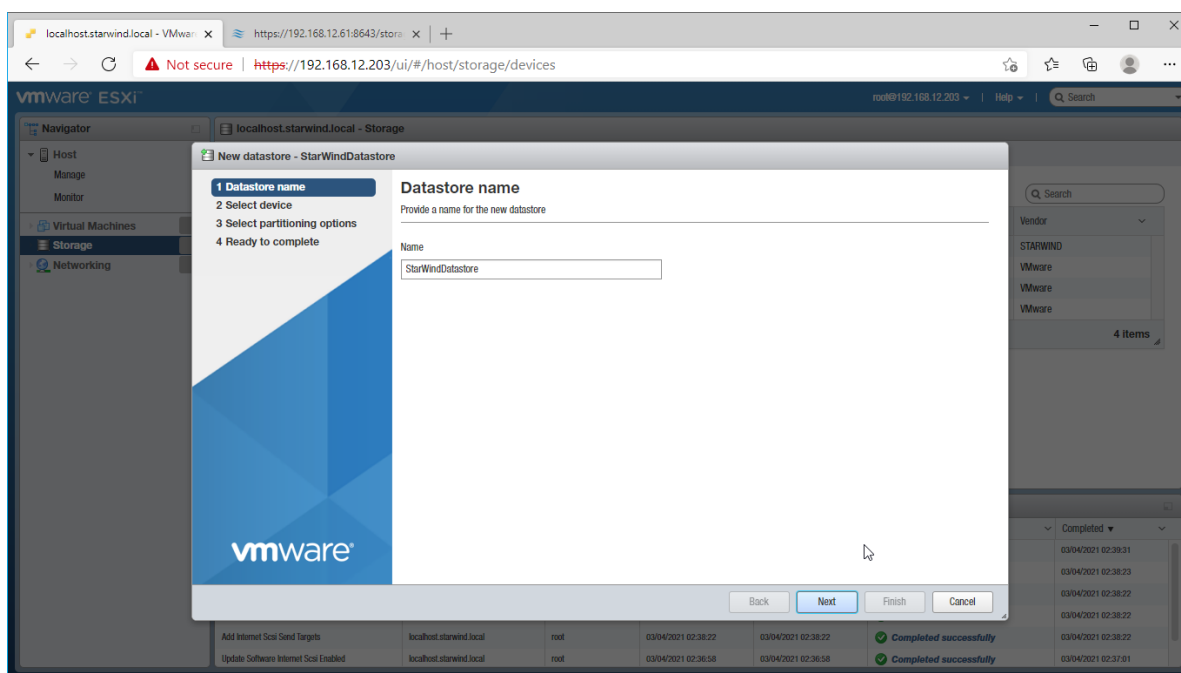 localhost.starwind.local - VMwar
https://192.168.12.61:8643/stora
Not secure | https://192.168.12.203/ui/#/host/storage/devices
vmware ESXi™
root@192.168.12.203 | Help | Search
Navigator
localhost.starwind.local - Storage
Host
Manage
Monitor
Virtual Machines
Storage
Networking
New datastore - StarWindDatastore
1 Datastore name
2 Select device
3 Select partitioning options
4 Ready to complete
vmware®
Datastore name
Provide a name for the new datastore
Name
StarWindDatastore
Back Next Finish Cancel
Search
Vendor
STARWIND
VMware
VMware
VMware
4 items
Completed
03/04/2021 02:39:31
03/04/2021 02:38:23
03/04/2021 02:38:22
03/04/2021 02:38:22
Add Internet Scsi Send Targets localhost.starwind.local root 03/04/2021 02:38:22 03/04/2021 02:38:22 Completed successfully 03/04/2021 02:38:22
Update Software Internet Scsi Enabled localhost.starwind.local root 03/04/2021 02:36:58 03/04/2021 02:36:58 Completed successfully 03/04/2021 02:37:01